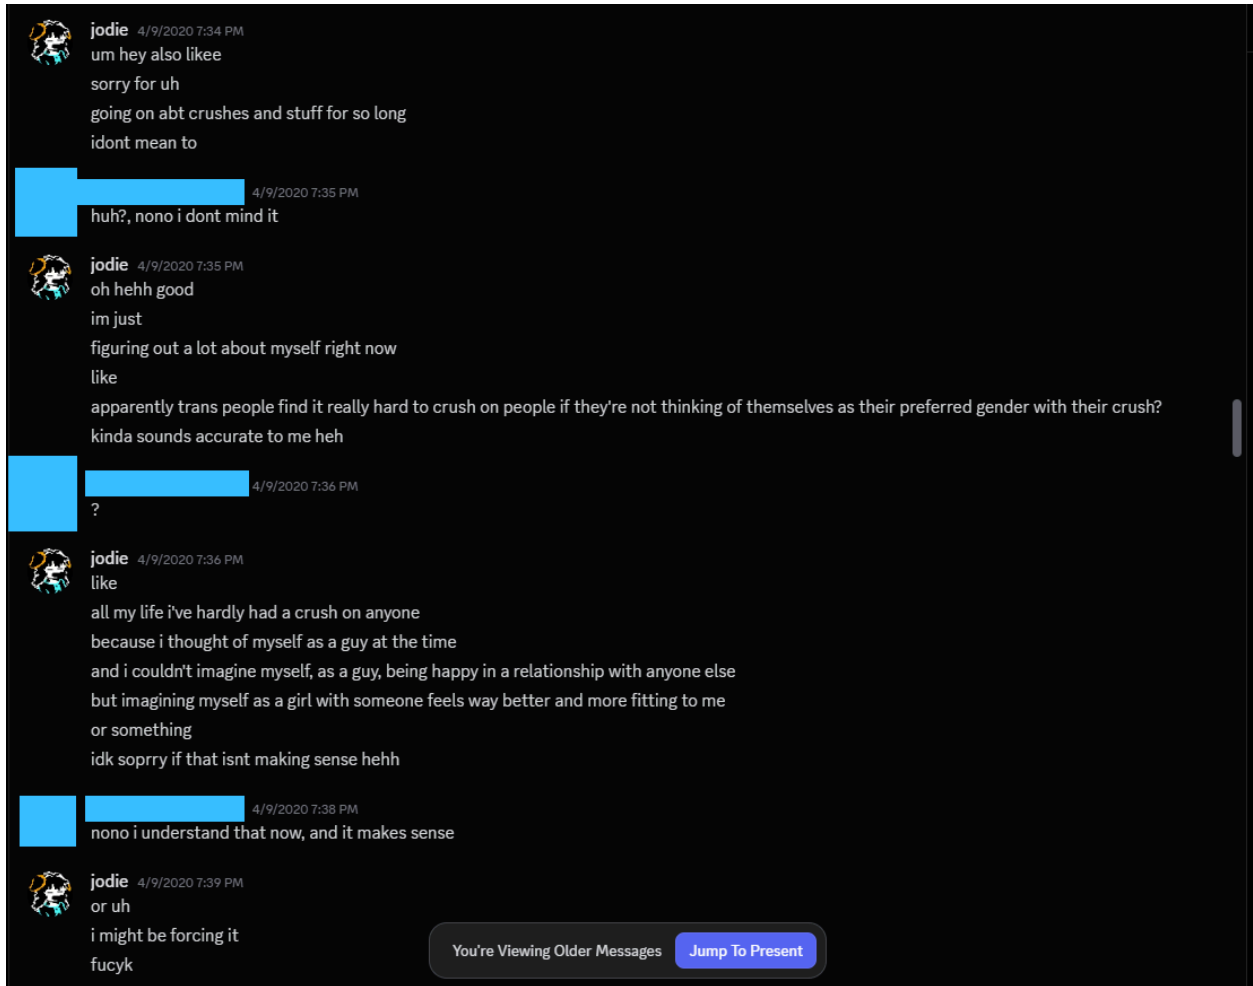 jodie 4/9/2020 7:34 PM
um hey also likee
sorry for uh
going on abt crushes and stuff for so long
idont mean to
4/9/2020 7:35 PM
huh?, nono i dont mind it
jodie 4/9/2020 7:35 PM
oh hehh good
im just
figuring out a lot about myself right now
like
apparently trans people find it really hard to crush on people if they're not thinking of themselves as their preferred gender with their crush?
kinda sounds accurate to me heh
4/9/2020 7:36 PM
?
jodie 4/9/2020 7:36 PM
like
all my life i've hardly had a crush on anyone
because i thought of myself as a guy at the time
and i couldn't imagine myself, as a guy, being happy in a relationship with anyone else
but imagining myself as a girl with someone feels way better and more fitting to me
or something
idk soprry if that isnt making sense hehh
4/9/2020 7:38 PM
nono i understand that now, and it makes sense
jodie 4/9/2020 7:39 PM
or uh
i might be forcing it
fucyk
You're Viewing Older Messages Jump To Present